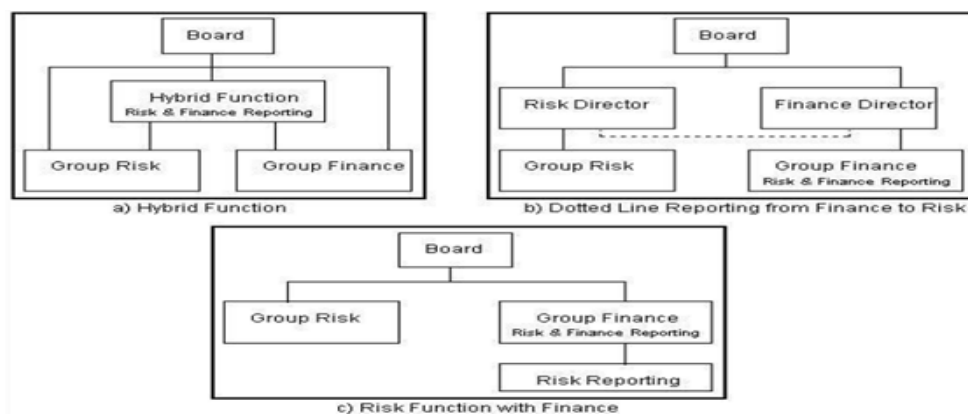 Board
Hybrid Function
Risk & Finance Reporting
Group Risk
Group Finance
a) Hybrid Function
Board
Risk Director
Finance Director
Group Risk
Group Finance
Risk & Finance Reporting
b) Dotted Line Reporting from Finance to Risk
Board
Group Risk
Group Finance
Risk & Finance Reporting
Risk Reporting
c) Risk Function with Finance